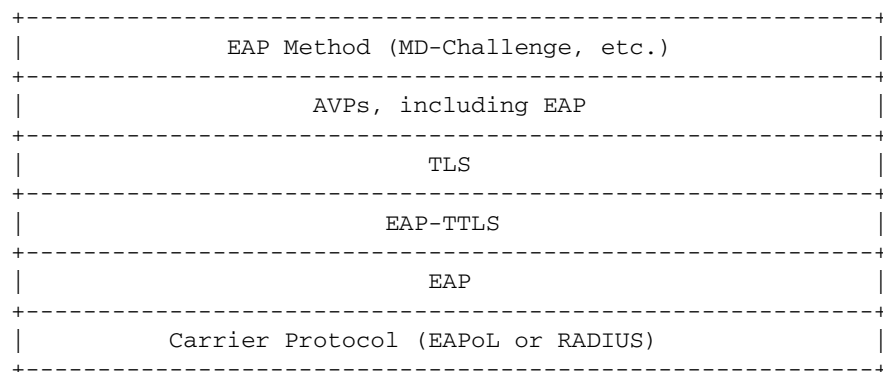 EAP Method (MD-Challenge, etc.)
AVPs, including EAP
TLS
EAP-TTLS
EAP
Carrier Protocol (EAPoL or RADIUS)